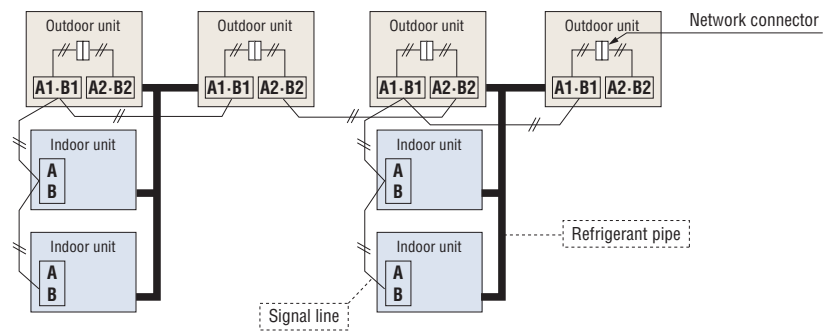 Outdoor unit
A1·B1 A2·B2
Outdoor unit
A1·B1 A2·B2
Outdoor unit
A1·B1 A2·B2
Outdoor unit
A1·B1 A2·B2
Network connector
Indoor unit
A
B
Indoor unit
A
B
Indoor unit
A
B
Indoor unit
A
B
Refrigerant pipe
Signal line